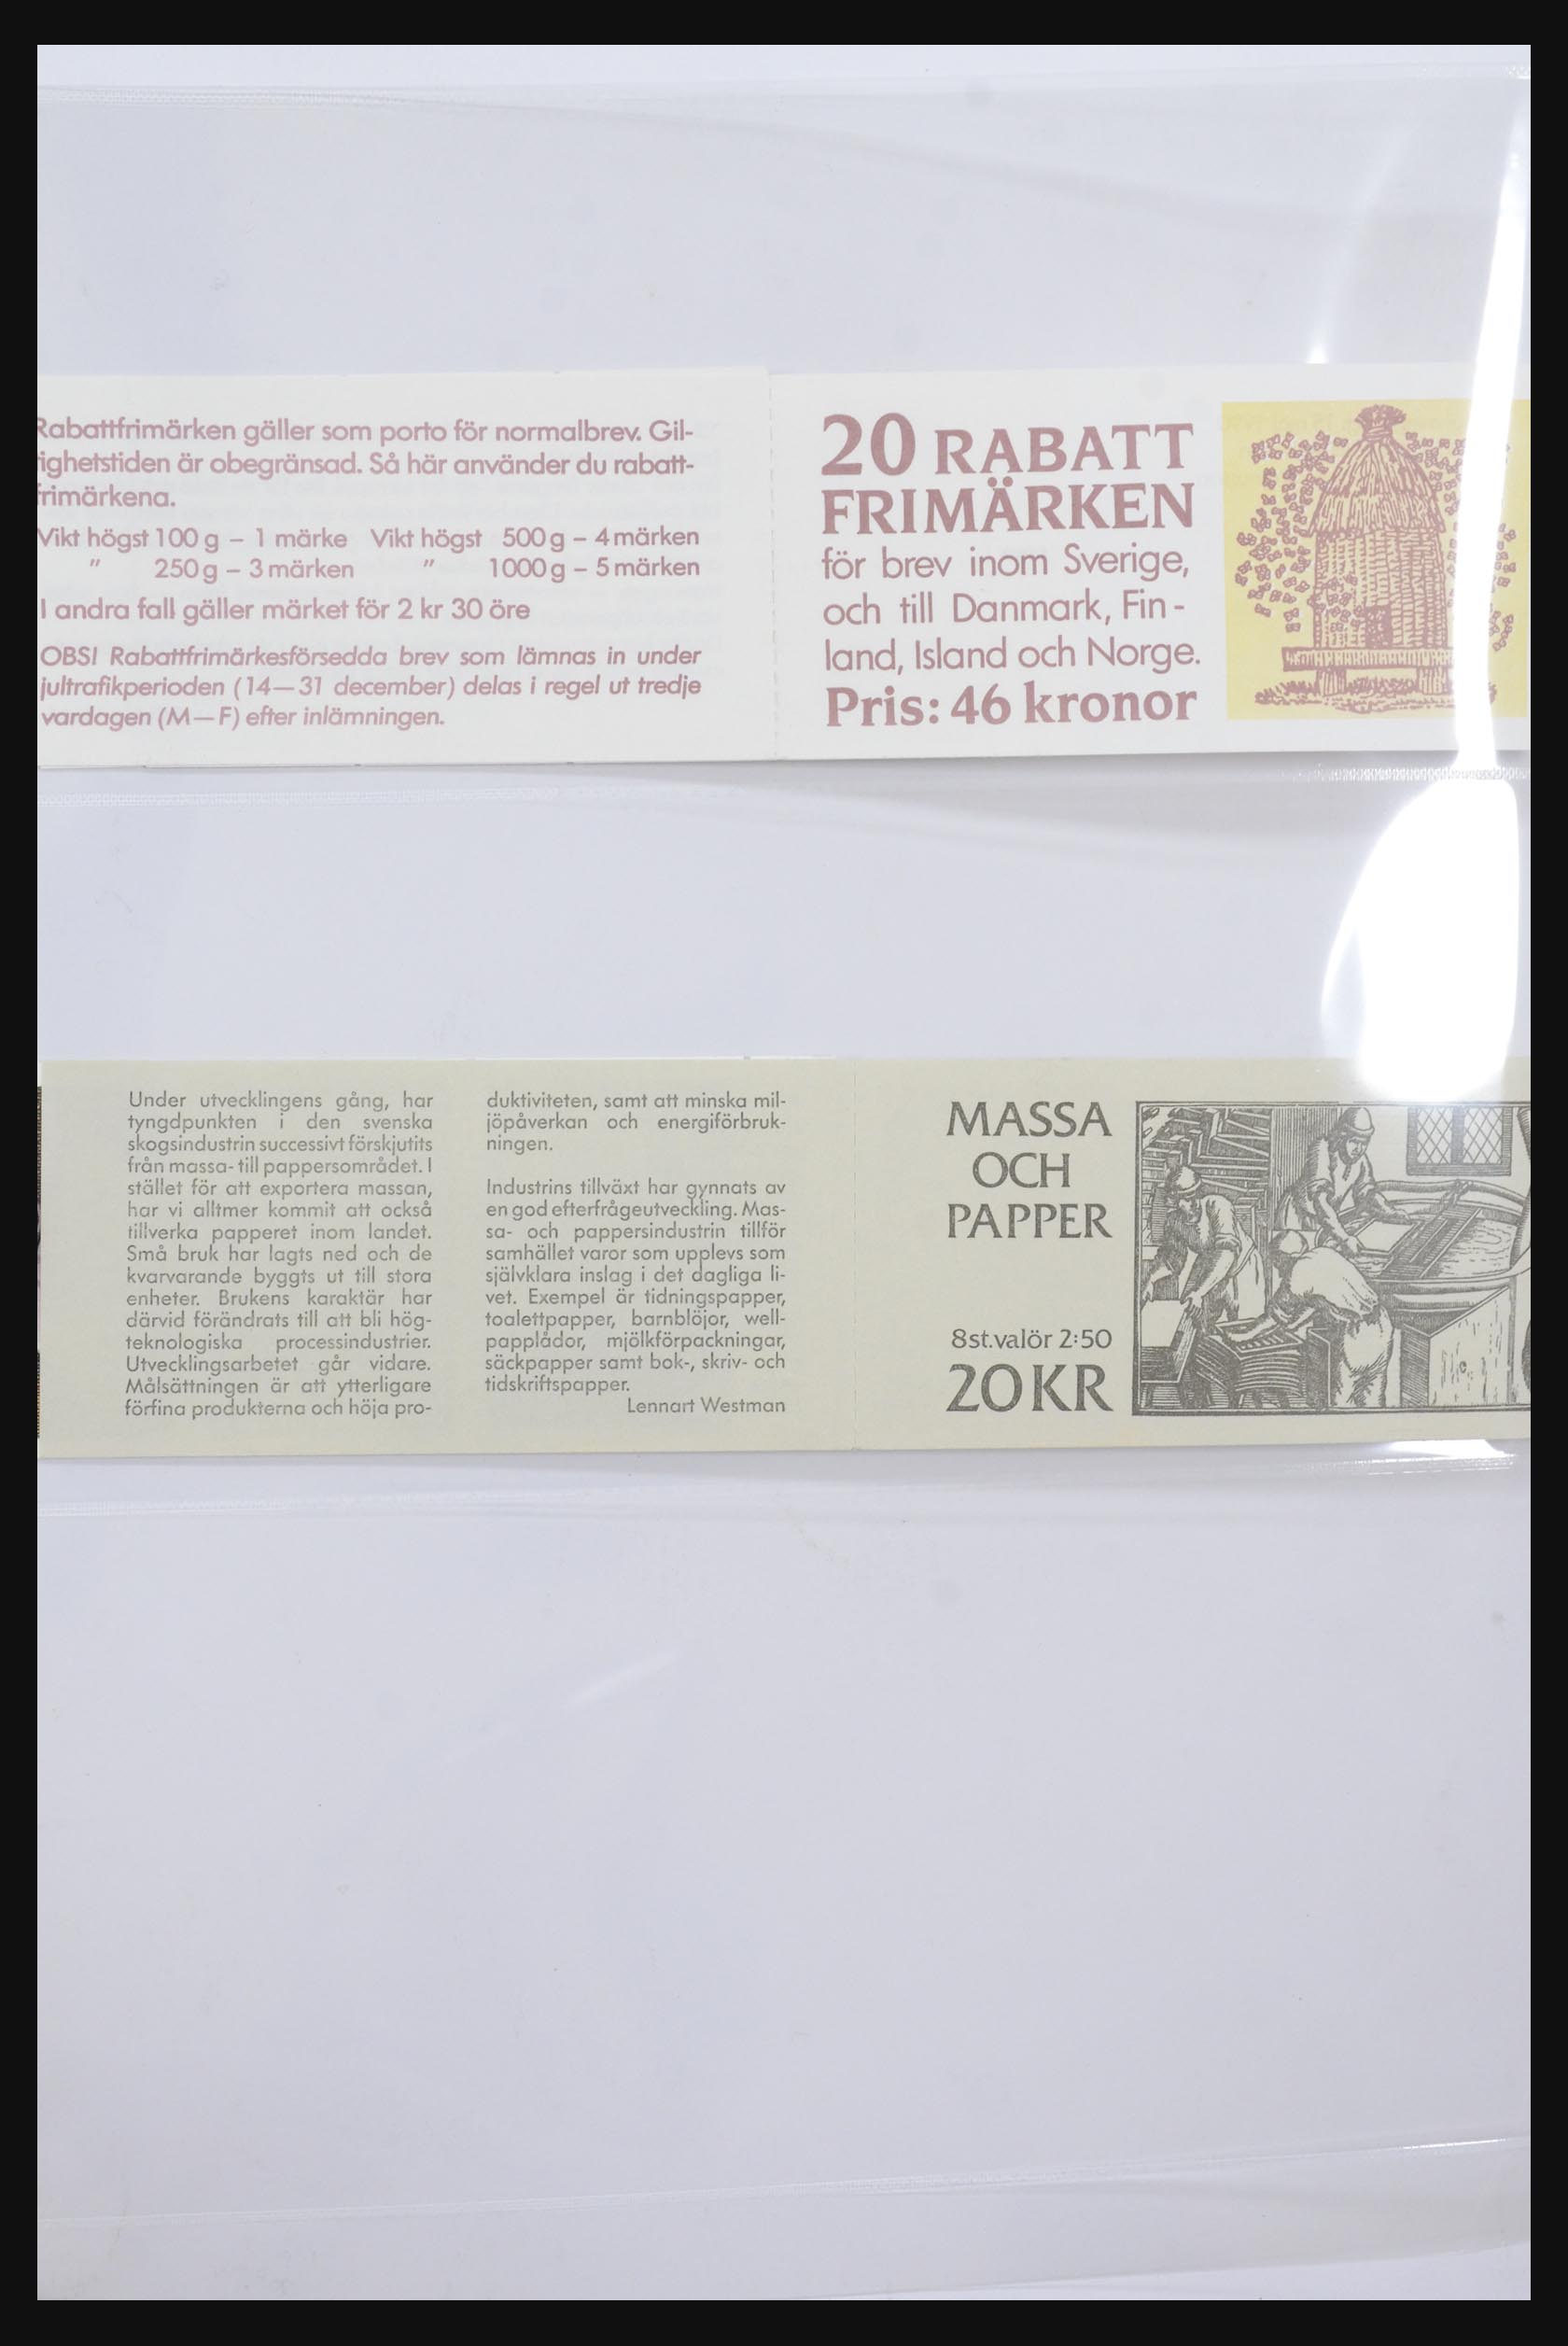 Rabattfrimärken gäller som porto för normalbrev. Gil-
ighetstiden är obegränsad. Så här använder du rabatt-
frimärkena.
Vikt högst 100 g – 1 märke Vikt högst 500 g – 4 märken
" 250 g – 3 märken " 1000 g – 5 märken
I andra fall gäller märket för 2 kr 30 öre
OBS! Rabattfrimärkesförsedda brev som lämnas in under
jultrafikperioden (14—31 december) delas i regel ut tredje
vardagen (M—F) efter inlämningen.
20 RABATT
FRIMÄRKEN
för brev inom Sverige,
och till Danmark, Fin-
land, Island och Norge.
Pris: 46 kronor
Under utvecklingens gång, har
tyngdpunkten i den svenska
skogsindustrin successivt förskjutits
från massa- till pappersområdet. I
stället för att exportera massan,
har vi alltmer kommit att också
tillverka papperet inom landet.
Små bruk har lagts ned och de
kvarvarande byggts ut till stora
enheter. Brukens karaktär har
därvid förändrats till att bli hög-
teknologiska processindustrier.
Utvecklingsarbetet går vidare.
Målsättningen är att ytterligare
förfina produkterna och höja pro-
duktiviteten, samt att minska mil-
jöpåverkan och energiförbruk-
ningen.
Industrins tillväxt har gynnats av
en god efterfrågeutveckling. Mas-
sa- och pappersindustrin tillför
samhället varor som upplevs som
självklara inslag i det dagliga li-
vet. Exempel är tidningspapper,
toalettpapper, barnblöjor, well-
papplådor, mjölkförpackningar,
säckpapper samt bok-, skriv- och
tidskriftspapper.
Lennart Westman
MASSA
OCH
PAPPER
8st.valör 2:50
20 KR